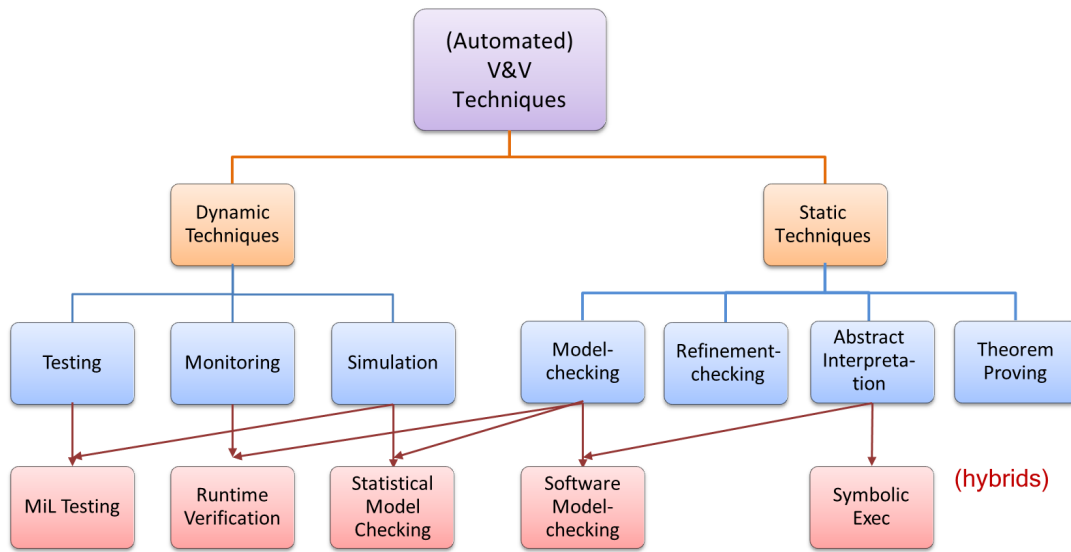 (Automated)
V&V
Techniques
Dynamic
Techniques
Static
Techniques
Testing
Monitoring
Simulation
Model-
checking
Refinement-
checking
Abstract
Interpreta-
tion
Theorem
Proving
MiL Testing
Runtime
Verification
Statistical
Model
Checking
Software
Model-
checking
Symbolic
Exec
(hybrids)